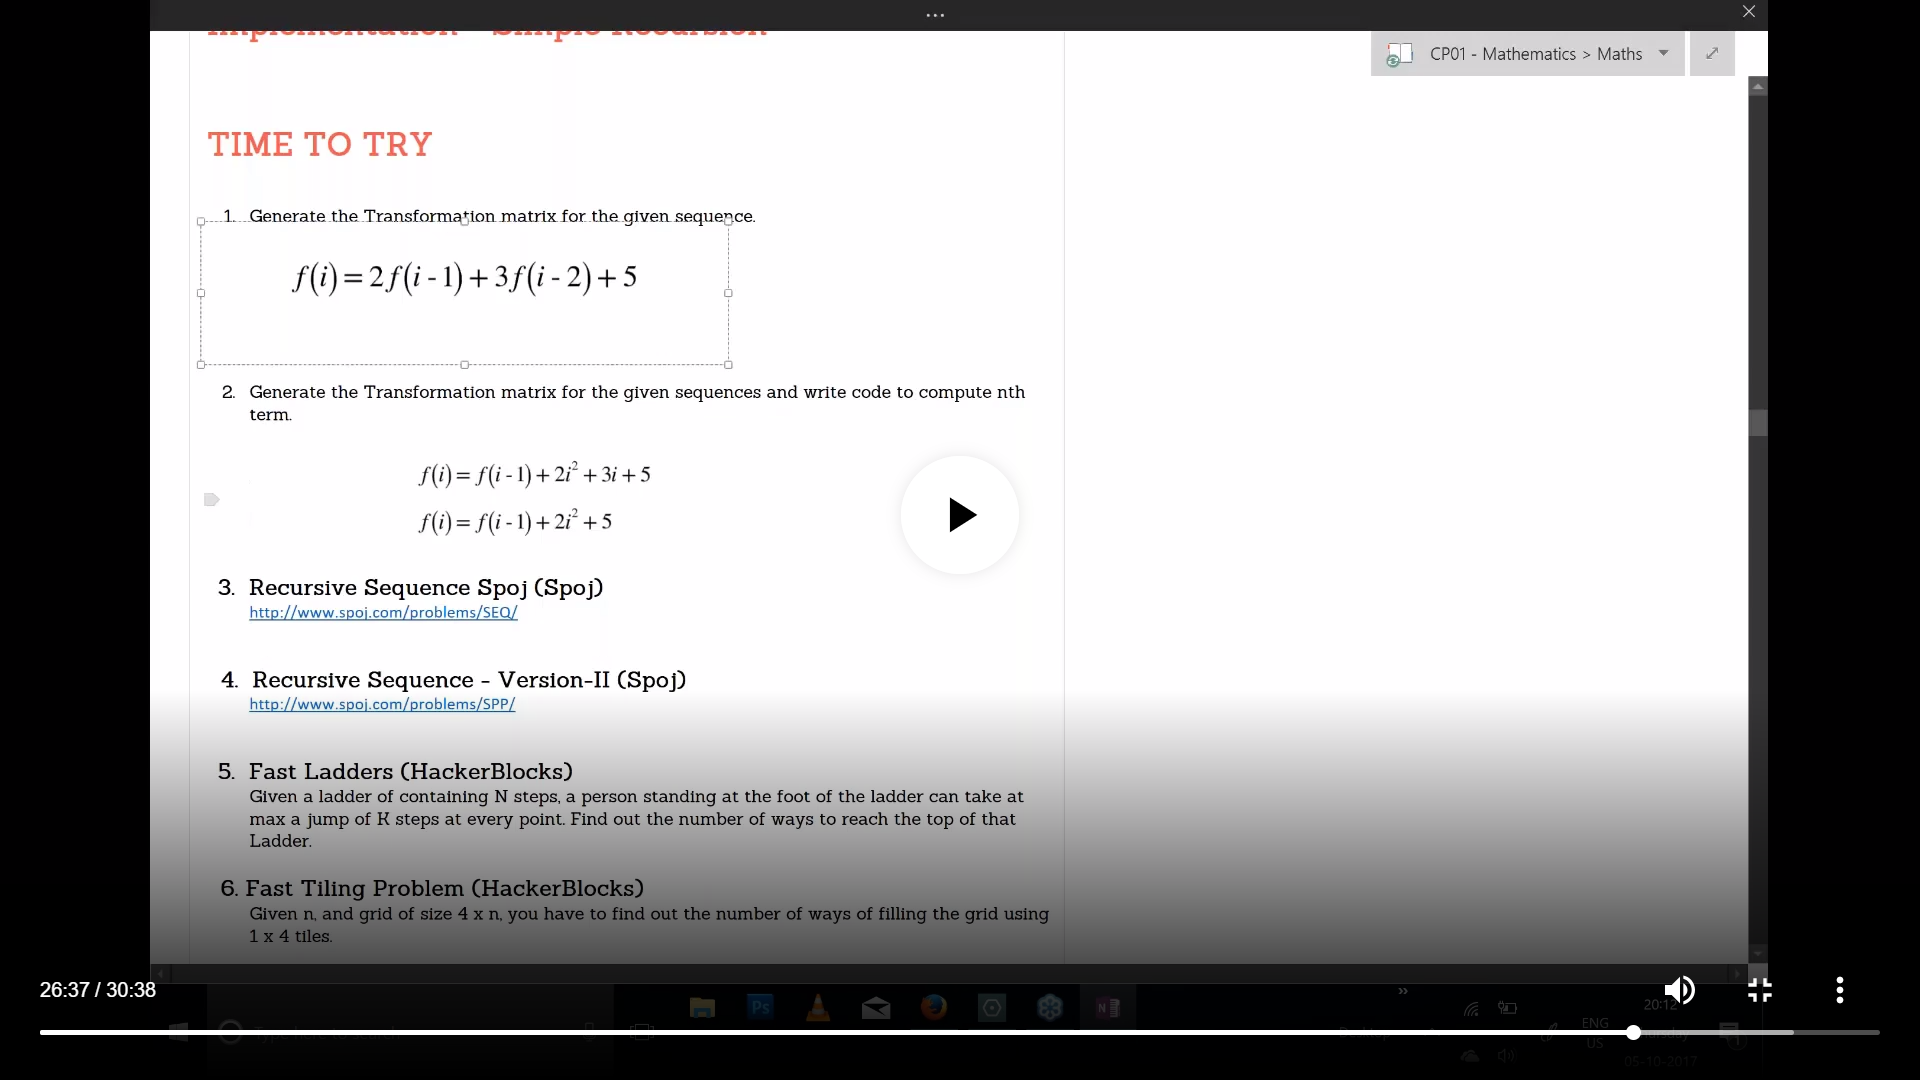 ...
Implementation - Simple Recursion
CP01 - Mathematics > Maths
TIME TO TRY
1. Generate the Transformation matrix for the given sequence.
f(i) = 2f(i - 1) + 3f(i - 2) + 5
2. Generate the Transformation matrix for the given sequences and write code to compute nth
term.
f(i) = f(i - 1) + 2i² + 3i + 5
f(i) = f(i - 1) + 2i² + 5
3. Recursive Sequence Spoj (Spoj)
http://www.spoj.com/problems/SEQ/
4. Recursive Sequence - Version-II (Spoj)
http://www.spoj.com/problems/SPP/
5. Fast Ladders (HackerBlocks)
Given a ladder of containing N steps, a person standing at the foot of the ladder can take at
max a jump of K steps at every point. Find out the number of ways to reach the top of that
Ladder.
6. Fast Tiling Problem (HackerBlocks)
Given n, and grid of size 4 x n, you have to find out the number of ways of filling the grid using
1 x 4 tiles.
26:37 / 30:38
Ps
N
20:12
ENG
US
05-10-2017
1